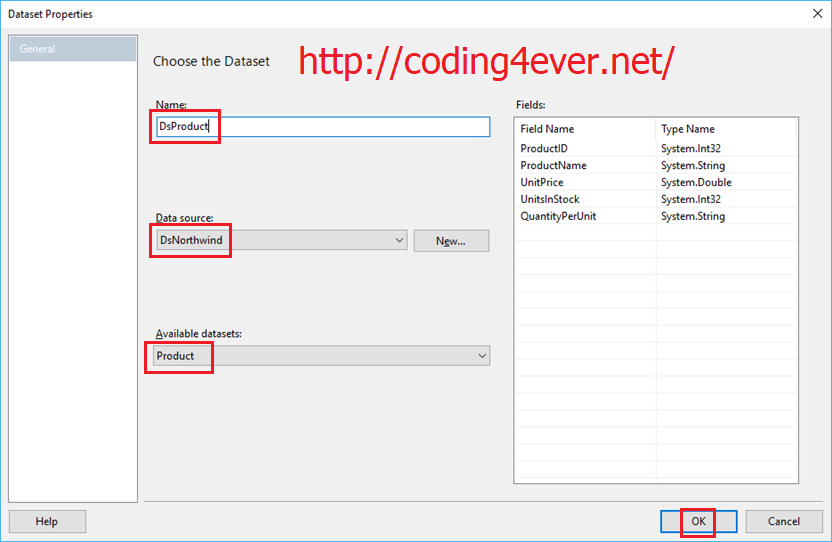 Dataset Properties
General
Choose the Dataset
http://coding4ever.net/
Name:
DsProduct
Data source:
DsNorthwind
New...
Available datasets:
Product
Fields:
Field Name Type Name
ProductID System.Int32
ProductName System.String
UnitPrice System.Double
UnitsInStock System.Int32
QuantityPerUnit System.String
Help
OK
Cancel